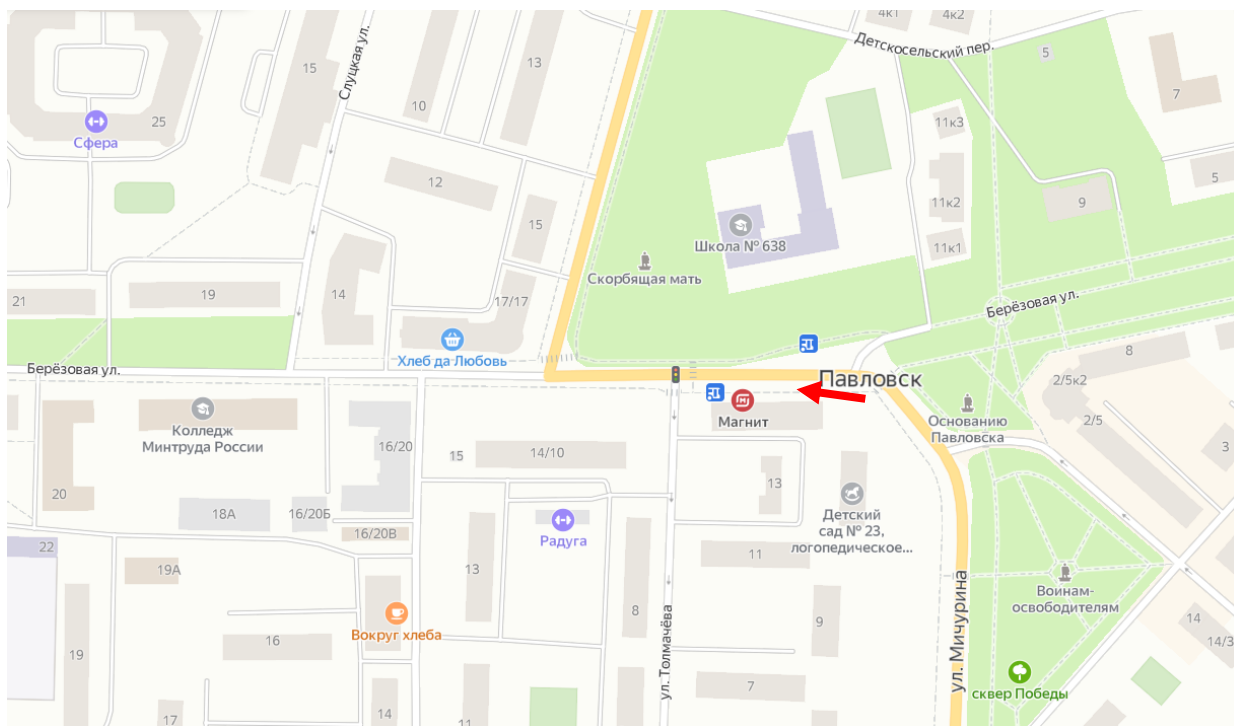 4к1
4к2
Детскосельский пер.
5
15
Слуцкая ул.
13
7
10
25
Сфера
11к3
12
5
11к2
9
15
Школа № 638
11к1
Скорбящая мать
21
19
14
17/17
Берёзовая ул.
Хлеб да Любовь
8
Берёзовая ул.
Павловск
2/5к2
Магнит
Основанию
Павловска
2/5
Колледж
Минтруда России
16/20
3
15
14/10
20
13
18А
16/20Б
Детский
сад № 23,
логопедическое...
16/20В
Радуга
22
11
19А
13
Воинам-
освободителям
Вокруг хлеба
8
9
14
16
14/3
19
ул. Толмачёва
ул. Мичурина
7
сквер Победы
17
14
11